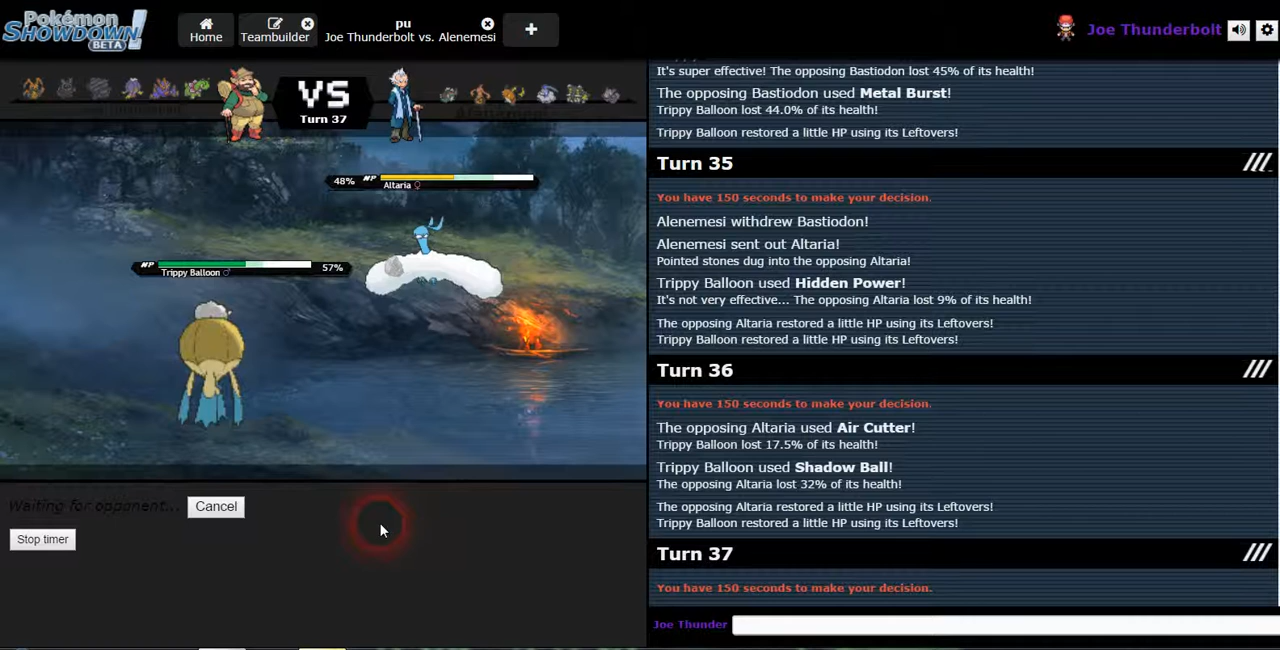 Pokémon
SHOWDOWN!
BETA
Home
Teambuilder
pu
Joe Thunderbolt vs. Alenemesi
+
Joe Thunderbolt
VS
Turn 37
48% NP
Altaria ♀
NP 57%
Trippy Balloon ♂
Waiting for opponent...
Cancel
Stop timer
It's super effective! The opposing Bastiodon lost 45% of its health!
The opposing Bastiodon used Metal Burst!
Trippy Balloon lost 44.0% of its health!
Trippy Balloon restored a little HP using its Leftovers!
Turn 35
You have 150 seconds to make your decision.
Alenemesi withdrew Bastiodon!
Alenemesi sent out Altaria!
Pointed stones dug into the opposing Altaria!
Trippy Balloon used Hidden Power!
It's not very effective... The opposing Altaria lost 9% of its health!
The opposing Altaria restored a little HP using its Leftovers!
Trippy Balloon restored a little HP using its Leftovers!
Turn 36
You have 150 seconds to make your decision.
The opposing Altaria used Air Cutter!
Trippy Balloon lost 17.5% of its health!
Trippy Balloon used Shadow Ball!
The opposing Altaria lost 32% of its health!
The opposing Altaria restored a little HP using its Leftovers!
Trippy Balloon restored a little HP using its Leftovers!
Turn 37
You have 150 seconds to make your decision.
Joe Thunder